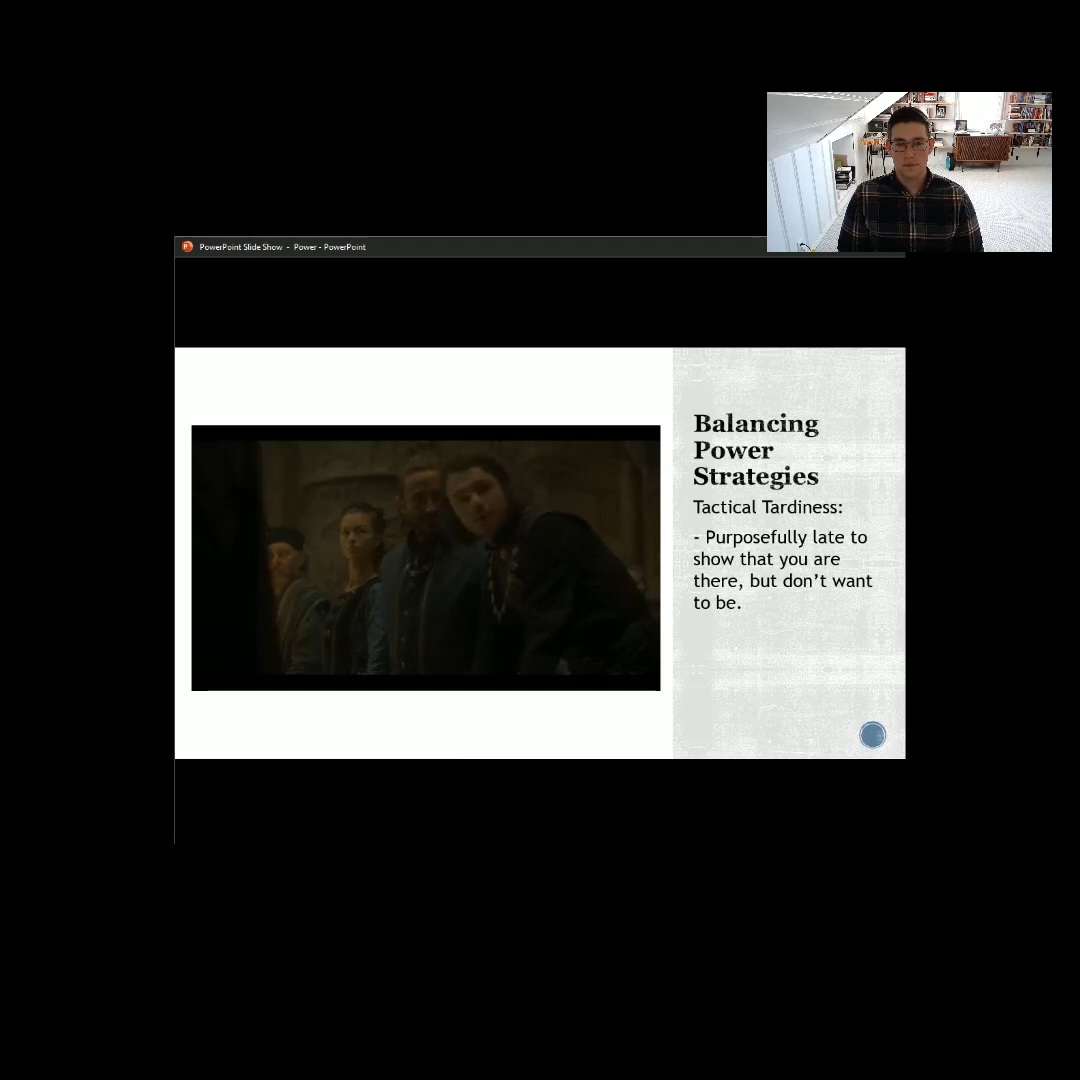 PowerPoint Slide Show - Power - PowerPoint
Balancing
Power
Strategies
Tactical Tardiness:
- Purposefully late to
show that you are
there, but don’t want
to be.